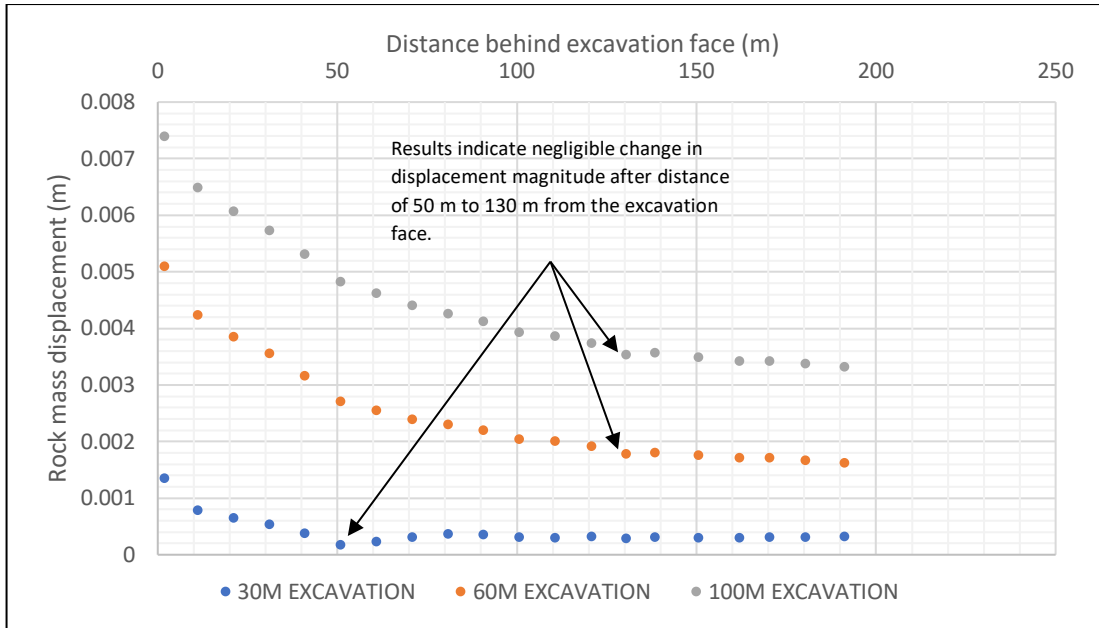 Distance behind excavation face (m)
0 50 100 150 200 250
0.008
0.007
0.006
0.005
0.004
0.003
0.002
0.001
0
Rock mass displacement (m)
Results indicate negligible change in
displacement magnitude after distance
of 50 m to 130 m from the excavation
face.
30M EXCAVATION 60M EXCAVATION 100M EXCAVATION